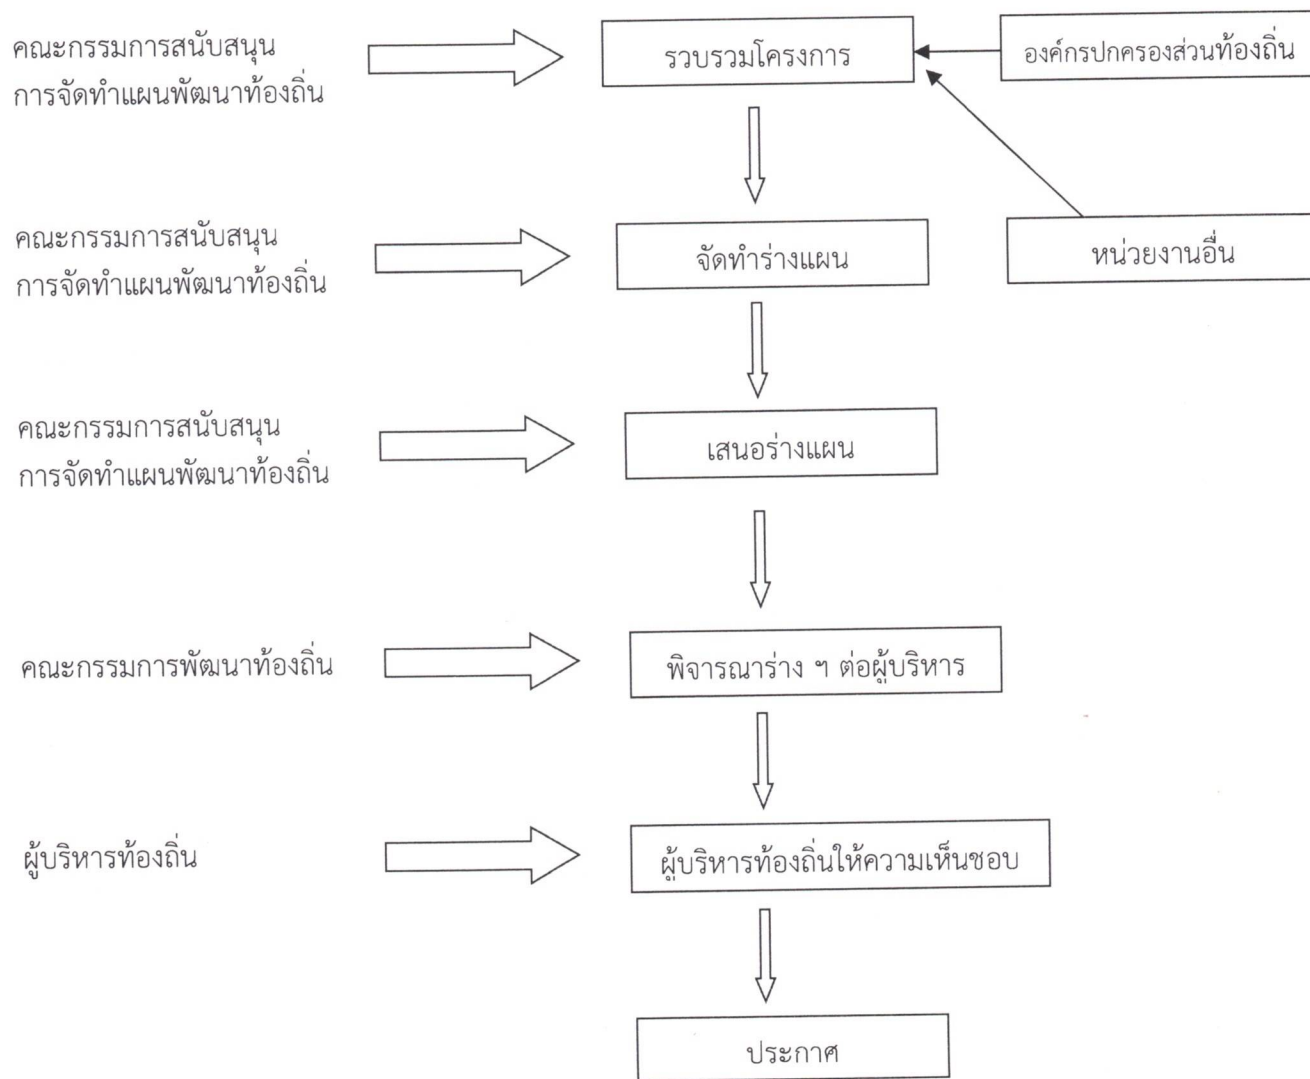 คณะกรรมการสนับสนุน
การจัดทำแผนพัฒนาท้องถิ่น
รวบรวมโครงการ
องค์กรปกครองส่วนท้องถิ่น
คณะกรรมการสนับสนุน
การจัดทำแผนพัฒนาท้องถิ่น
จัดทำร่างแผน
หน่วยงานอื่น
คณะกรรมการสนับสนุน
การจัดทำแผนพัฒนาท้องถิ่น
เสนอร่างแผน
คณะกรรมการพัฒนาท้องถิ่น
พิจารณาร่าง ฯ ต่อผู้บริหาร
ผู้บริหารท้องถิ่น
ผู้บริหารท้องถิ่นให้ความเห็นชอบ
ประกาศ